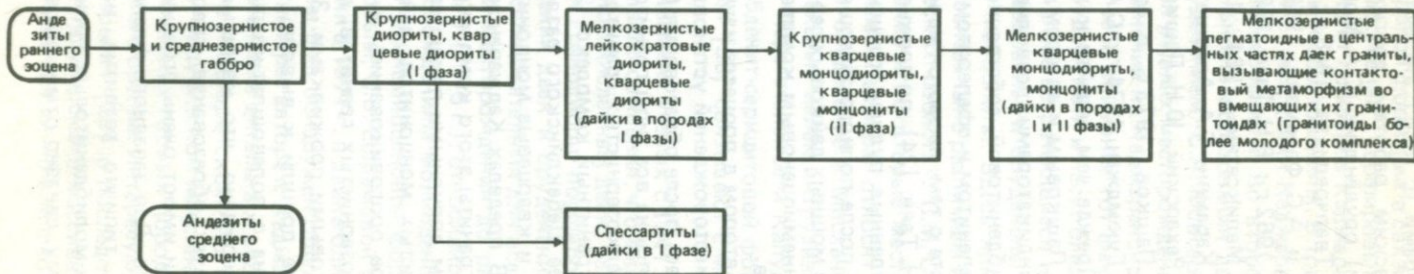 Анде
зиты
раннего
эоцена
Крупнозернистое
и среднезернистое
габбро
Крупнозернистые
диориты, квар
цевые диориты
(I фаза)
Мелкозернистые
лейкократовые
диориты,
кварцевые
диориты
(дайки в породах
I фазы)
Крупнозернистые
кварцевые
монцодиориты,
кварцевые
монцониты
(II фаза)
Мелкозернистые
кварцевые
монцодиориты,
монцониты
(дайки в породах
I и II фазы)
Мелкозернистые
пегматоидные в централь-
ных частях даек граниты,
вызывающие контакто-
вый метаморфизм во
вмещающих их грани-
тоидах (гранитоиды бо-
лее молодого комплекса)
Андезиты
среднего
эоцена
Спессартиты
(дайки в I фазе)